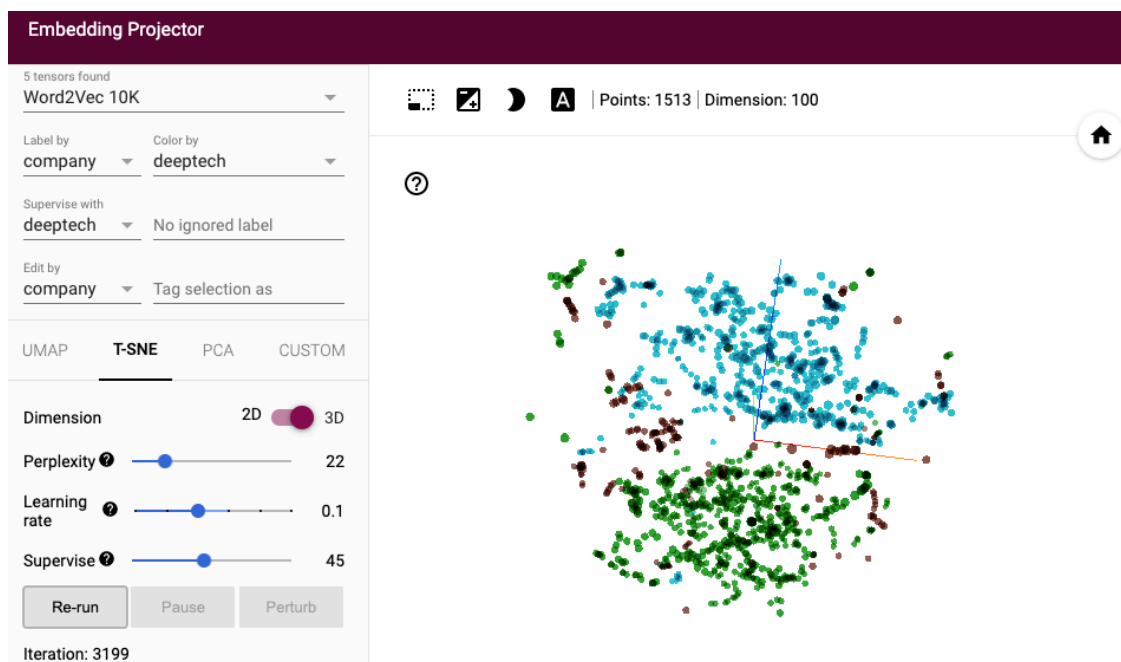 Embedding Projector
5 tensors found
Word2Vec 10K
Points: 1513 | Dimension: 100
Label by
Color by
company
deeptech
Supervise with
deeptech
No ignored label
Edit by
company
Tag selection as
UMAP
T-SNE
PCA
CUSTOM
Dimension
2D
3D
Perplexity
22
Learning
rate
0.1
Supervise
45
Re-run
Pause
Perturb
Iteration: 3199